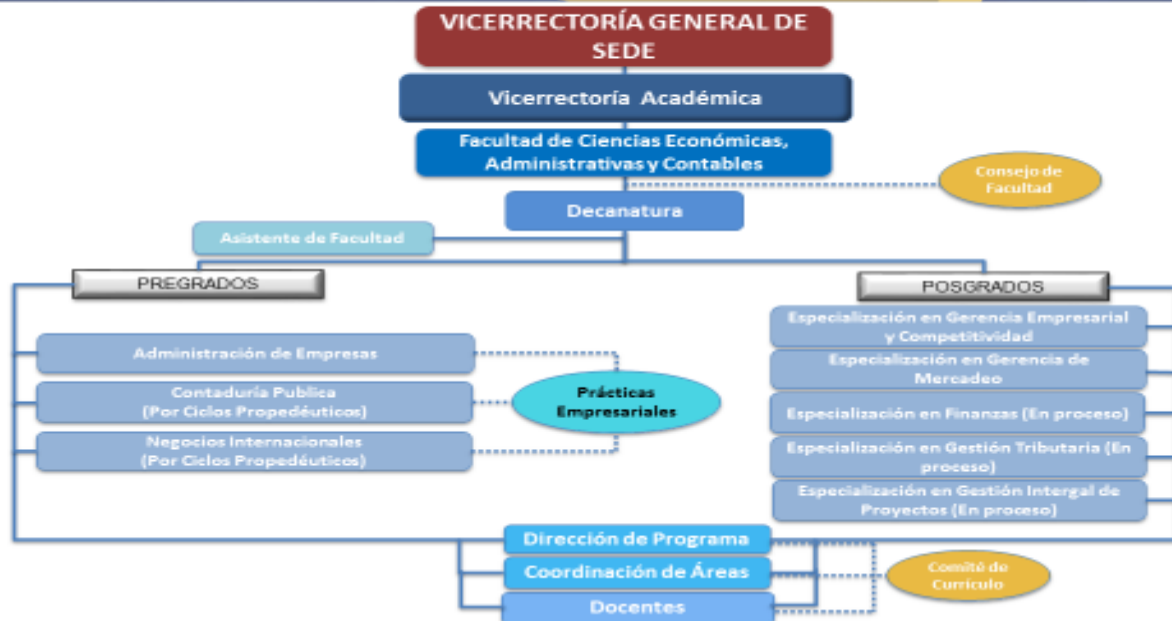 VICERRECTORÍA GENERAL DE
SEDE
Vicerrectoría Académica
Facultad de Ciencias Económicas,
Administrativas y Contables
Consejo de
Facultad
Decanatura
Asistente de Facultad
PREGRADOS
POSGRADOS
Administración de Empresas
Contaduría Publica
(Por Ciclos Propedéuticos)
Negocios Internacionales
(Por Ciclos Propedéuticos)
Prácticas
Empresariales
Especialización en Gerencia Empresarial
y Competitividad
Especialización en Gerencia de
Mercadeo
Especialización en Finanzas (En proceso)
Especialización en Gestión Tributaria (En
proceso)
Especialización en Gestión Intergal de
Proyectos (En proceso)
Dirección de Programa
Coordinación de Áreas
Docentes
Comité de
Currículo